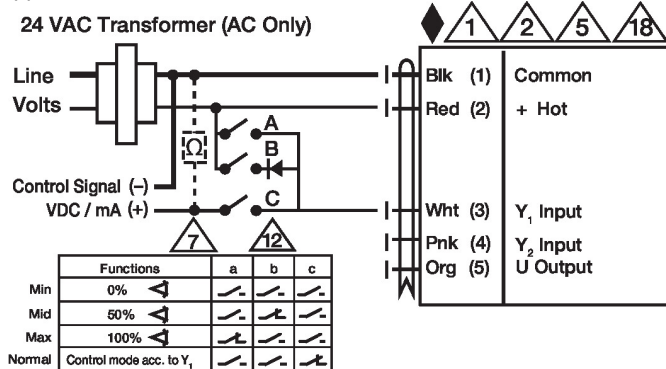 24 VAC Transformer (AC Only)
1 2 5 18
Line
Volts
Blk (1) Common
Red (2) + Hot
A
B
Ω
Control Signal (–)
VDC / mA (+)
C
Wht (3) Y1 Input
Pnk (4) Y2 Input
Org (5) U Output
7 12
Functions a b c
Min 0%
Mid 50%
Max 100%
Normal Control mode acc. to Y1